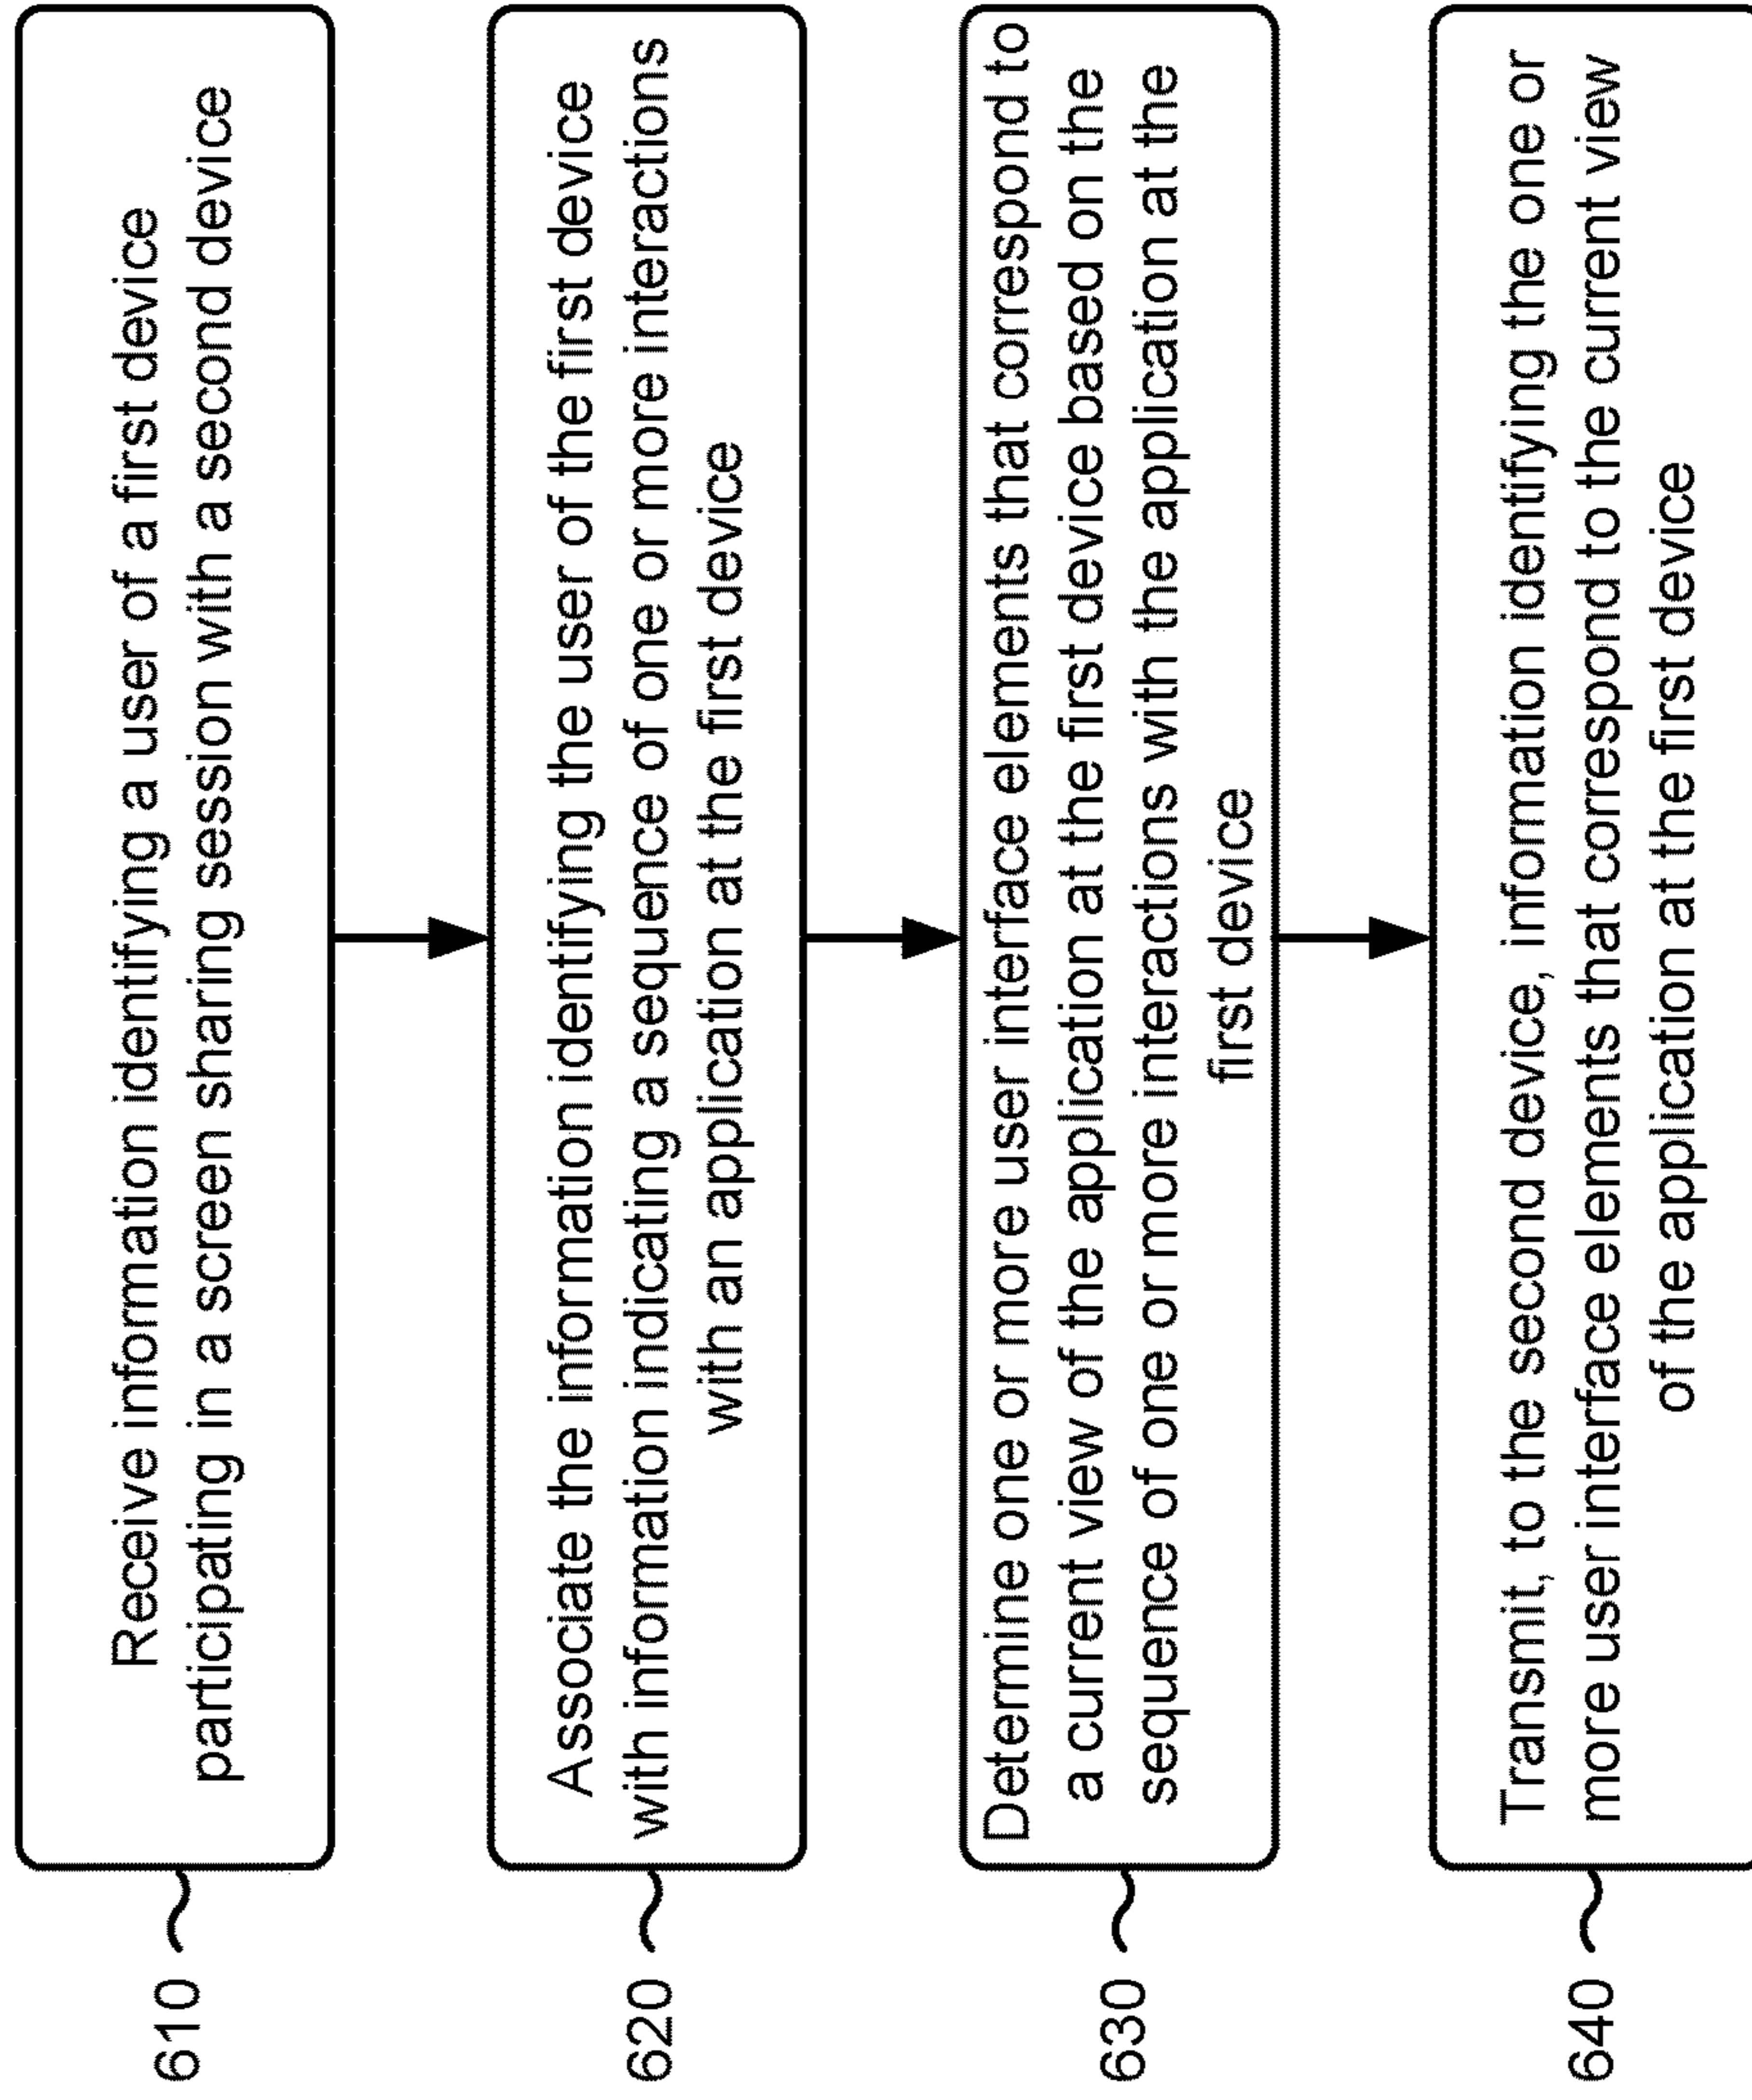 610
Receive information identifying a user of a first device
participating in a screen sharing session with a second device
620
Associate the information identifying the user of the first device
with information indicating a sequence of one or more interactions
with an application at the first device
630
Determine one or more user interface elements that correspond to
a current view of the application at the first device based on the
sequence of one or more interactions with the application at the
first device
640
Transmit, to the second device, information identifying the one or
more user interface elements that correspond to the current view
of the application at the first device